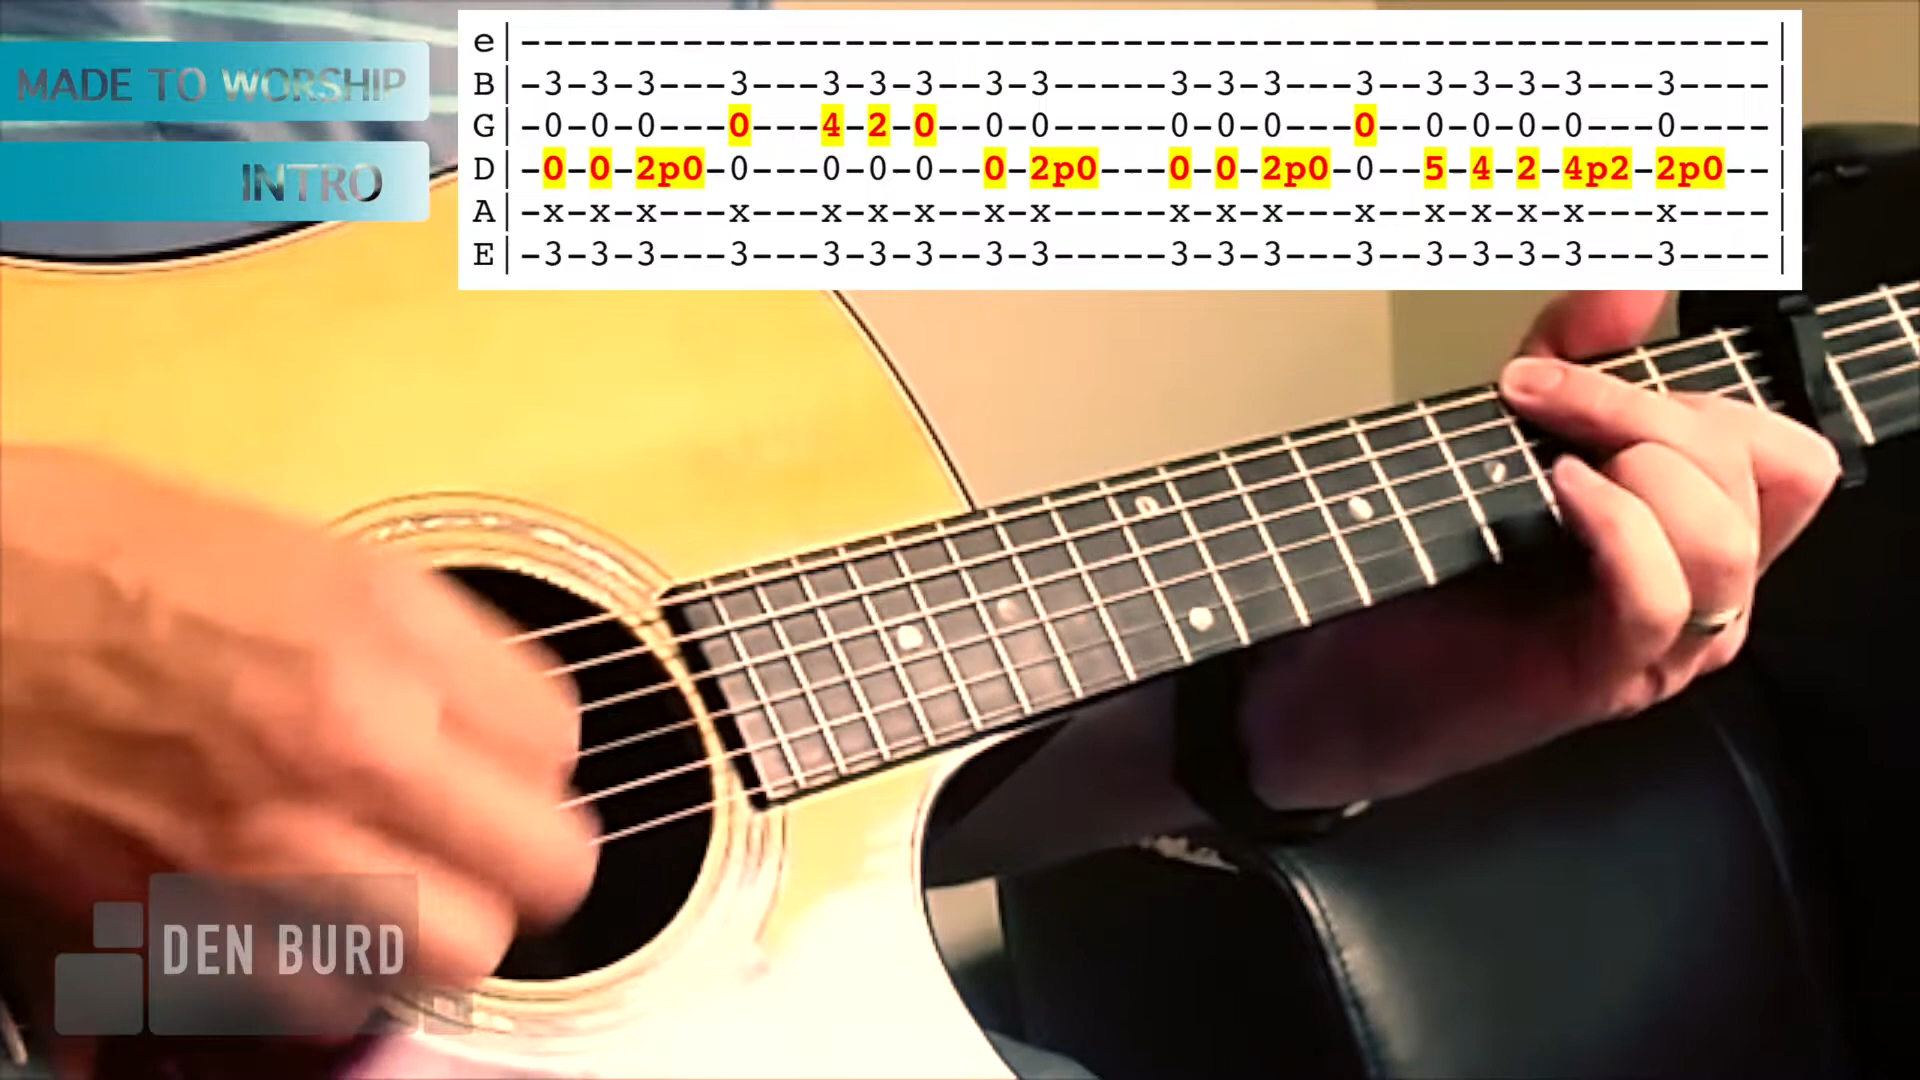 MADE TO WORSHIP
INTRO
e|------------------------------------------------------|
B|-3-3-3---3---3-3-3--3-3-----3-3-3---3--3-3-3-3---3----|
G|-0-0-0---0---4-2-0--0-0-----0-0-0---0--0-0-0-0---0----|
D|-0-0-2p0-0---0-0-0--0-2p0---0-0-2p0-0--5-4-2-4p2-2p0--|
A|-x-x-x---x---x-x-x--x-x-----x-x-x---x--x-x-x-x---x----|
E|-3-3-3---3---3-3-3--3-3-----3-3-3---3--3-3-3-3---3----|
DEN BURD